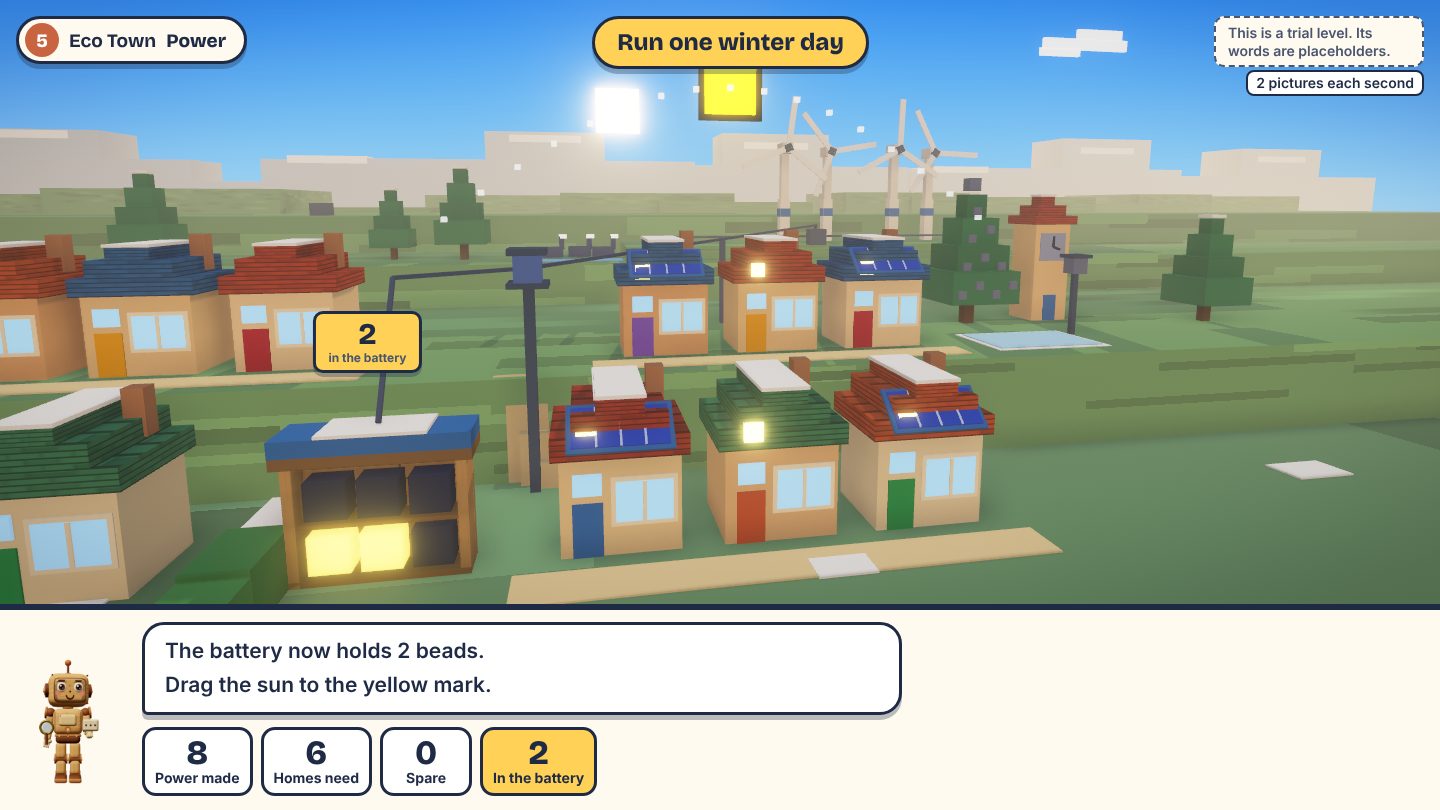 5 Eco Town Power
Run one winter day
This is a trial level. Its
words are placeholders.
2 pictures each second
2
in the battery
The battery now holds 2 beads.
Drag the sun to the yellow mark.
8
Power made
6
Homes need
0
Spare
2
In the battery